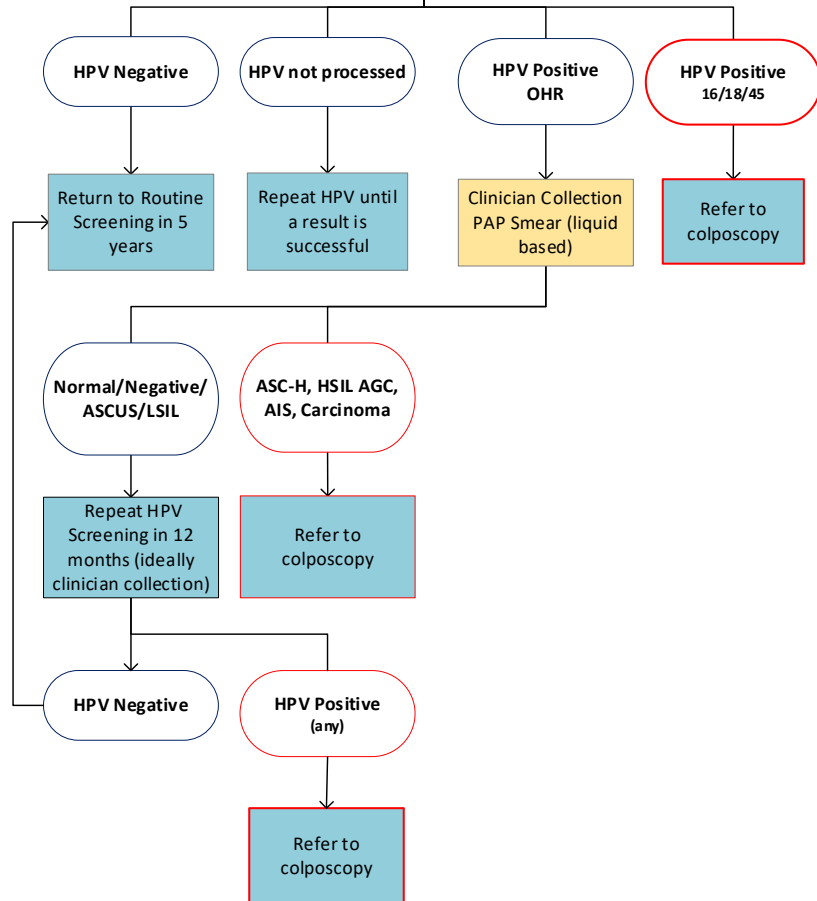 HPV Negative
HPV not processed
HPV Positive
OHR
HPV Positive
16/18/45
Return to Routine
Screening in 5
years
Repeat HPV until
a result is
successful
Clinician Collection
PAP Smear (liquid
based)
Refer to
colposcopy
Normal/Negative/
ASCUS/LSIL
ASC-H, HSIL AGC,
AIS, Carcinoma
Repeat HPV
Screening in 12
months (ideally
clinician collection)
Refer to
colposcopy
HPV Negative
HPV Positive
(any)
Refer to
colposcopy